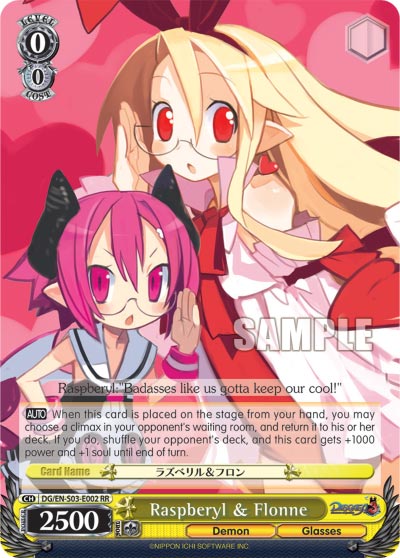 LEVEL
0
0
COST
SAMPLE
Raspberyl:"Badasses like us gotta keep our cool!"
AUTO When this card is placed on the stage from your hand, you may
choose a climax in your opponent's waiting room, and return it to his or her
deck. If you do, shuffle your opponent's deck, and this card gets +1000
power and +1 soul until end of turn.
Card Name ラズベリル&フロン
CH DG/EN-S03-E002 RR
POWER 2500 SOUL Raspberyl & Flonne
Demon Glasses
©NIPPON ICHI SOFTWARE INC.